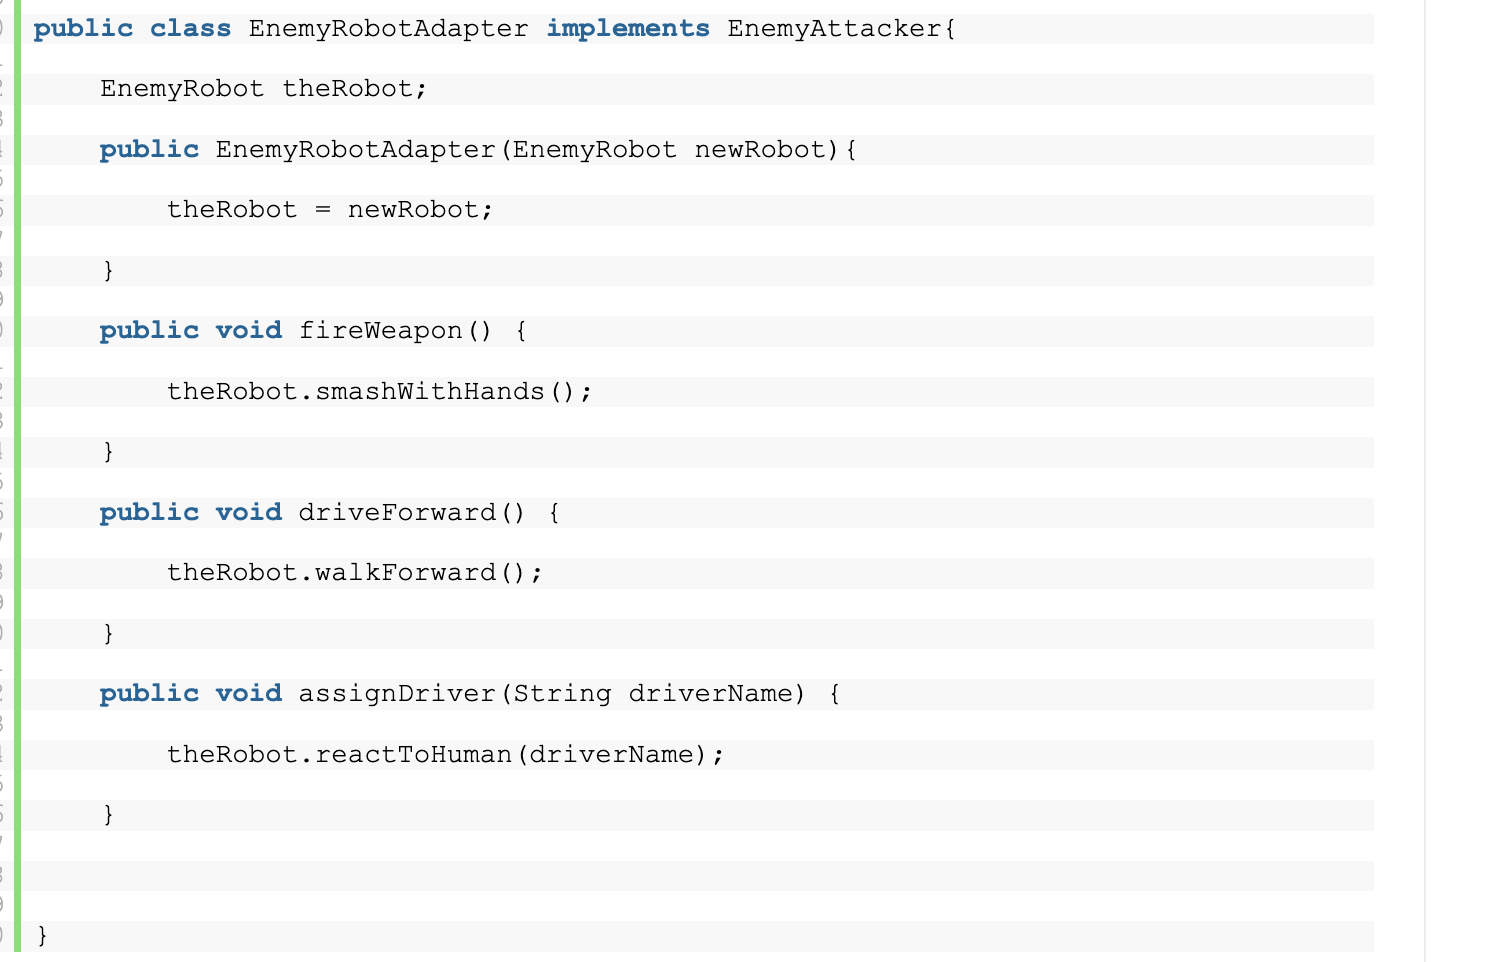 public class EnemyRobotAdapter implements EnemyAttacker{
EnemyRobot theRobot;
public EnemyRobotAdapter(EnemyRobot newRobot){
theRobot = newRobot;
}
public void fireWeapon() {
theRobot.smashWithHands();
}
public void driveForward() {
theRobot.walkForward();
}
public void assignDriver(String driverName) {
theRobot.reactToHuman(driverName);
}
}